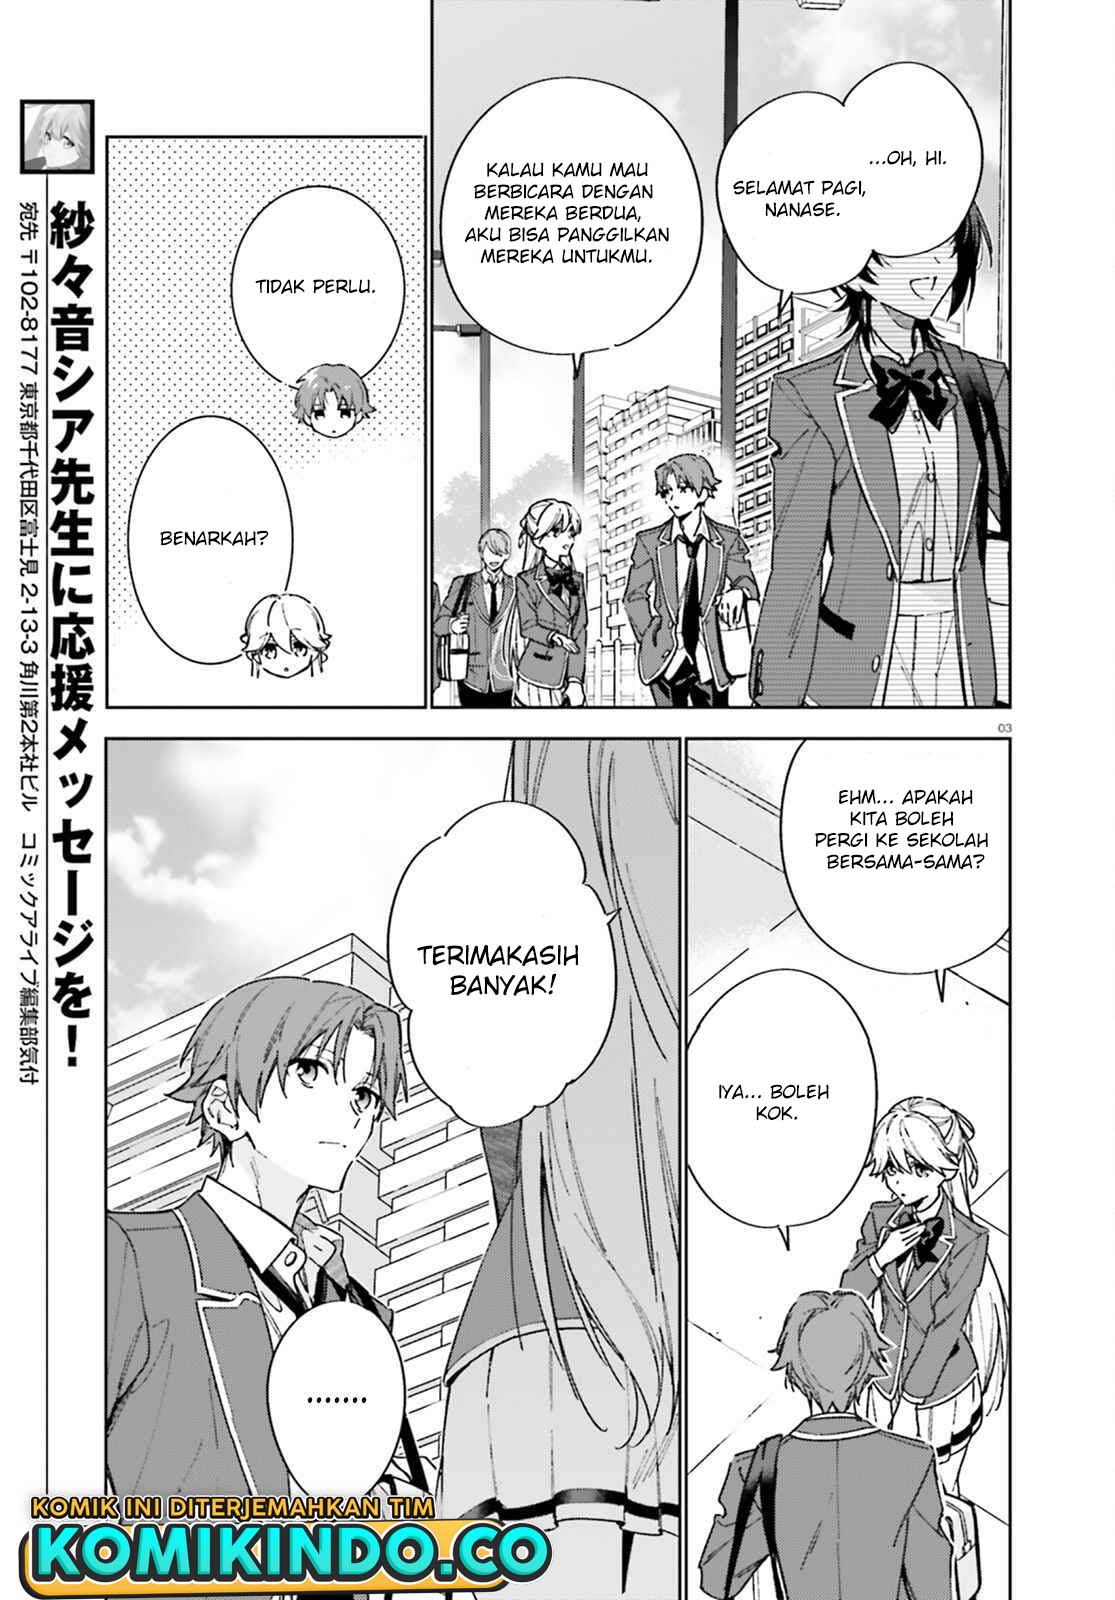 ...OH, HI.
SELAMAT PAGI,
NANASE.
KALAU KAMU MAU
BERBICARA DENGAN
MEREKA BERDUA,
AKU BISA PANGGILKAN
MEREKA UNTUKMU.
TIDAK PERLU.
BENARKAH?
03
EHM... APAKAH
KITA BOLEH
PERGI KE SEKOLAH
BERSAMA-SAMA?
IYA... BOLEH
KOK.
TERIMAKASIH
BANYAK!
.......
紗々音シア先生に応援メッセージを!
宛先 〒102-8177 東京都千代田区富士見 2-13-3 角川第2本社ビル コミックアライブ編集部気付
KOMIK INI DITERJEMAHKAN TIM
KOMIKINDO.CO